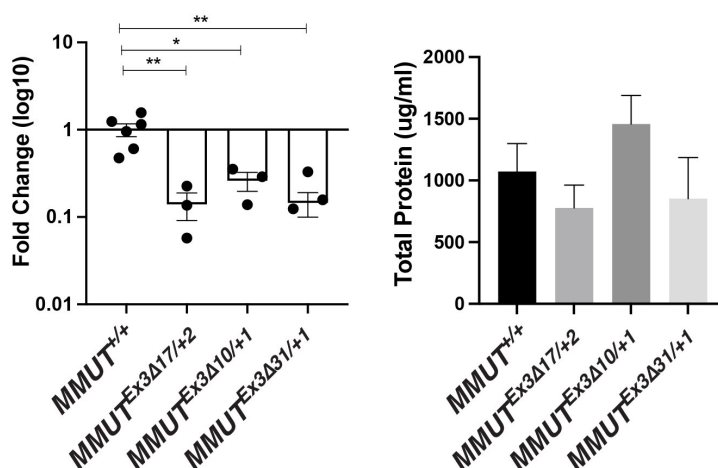 **
*
**
Fold Change (log10)
10
1
0.1
0.01
MMUT+/+
MMUTEx3Δ17/+2
MMUTEx3Δ10/+1
MMUTEx3Δ31/+1
Total Protein (ug/ml)
2000
1500
1000
500
0
MMUT+/+
MMUTEx3Δ17/+2
MMUTEx3Δ10/+1
MMUTEx3Δ31/+1